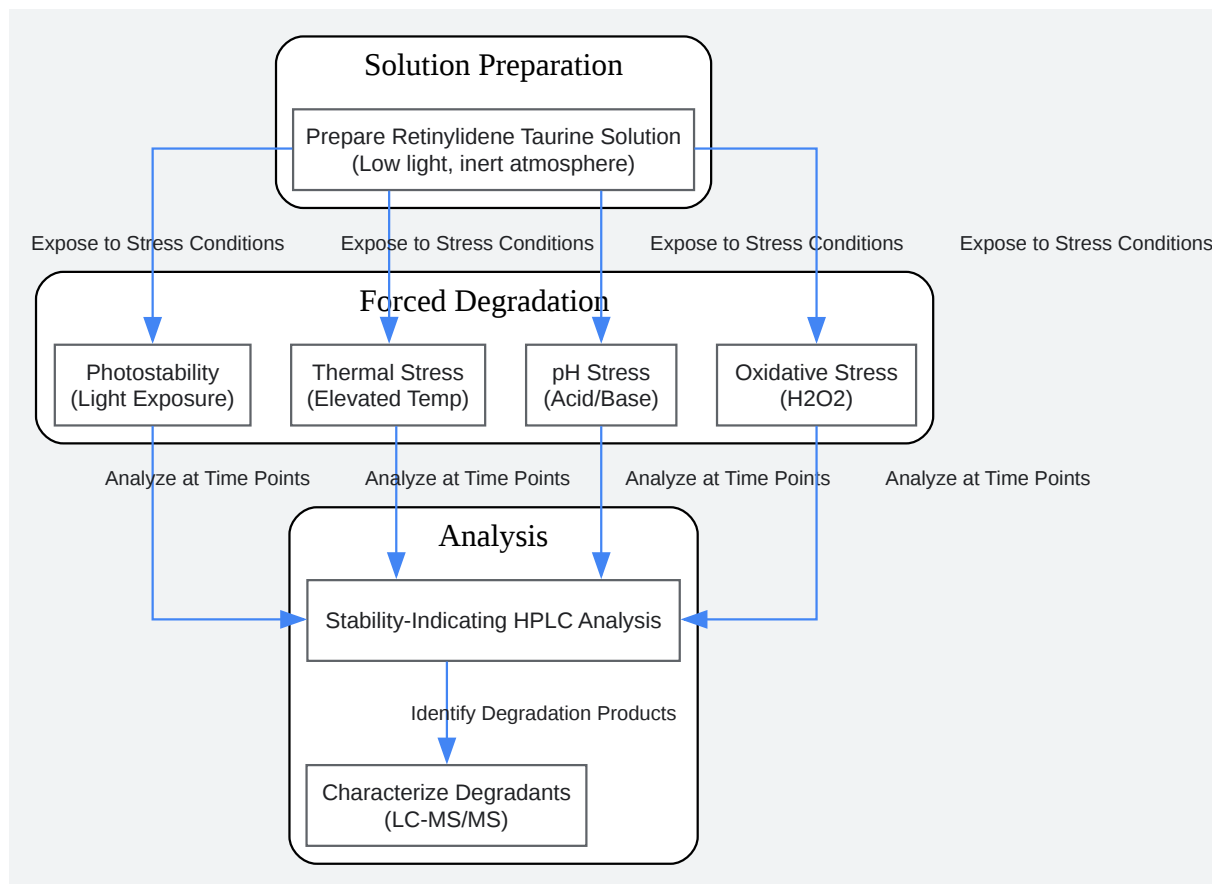 Solution Preparation
Prepare Retinylidene Taurine Solution
(Low light, inert atmosphere)
Expose to Stress Conditions
Expose to Stress Conditions
Expose to Stress Conditions
Expose to Stress Conditions
Forced Degradation
Photostability
(Light Exposure)
Thermal Stress
(Elevated Temp)
pH Stress
(Acid/Base)
Oxidative Stress
(H2O2)
Analyze at Time Points
Analyze at Time Points
Analyze at Time Points
Analyze at Time Points
Analysis
Stability-Indicating HPLC Analysis
Identify Degradation Products
Characterize Degradants
(LC-MS/MS)